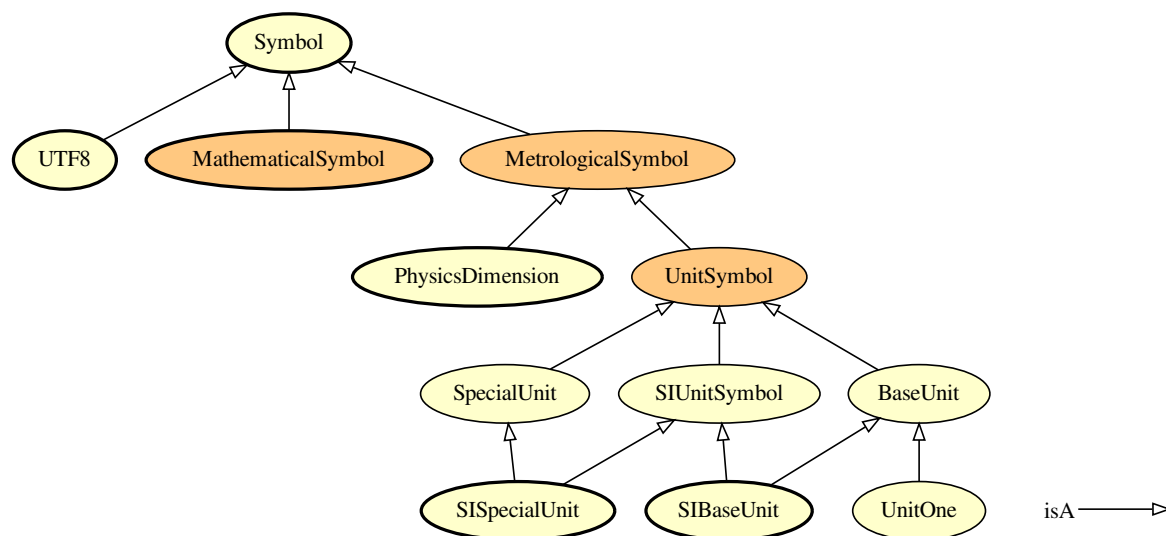 Symbol
UTF8
MathematicalSymbol
MetrologicalSymbol
PhysicsDimension
UnitSymbol
SpecialUnit
SIUnitSymbol
BaseUnit
SISpecialUnit
SIBaseUnit
UnitOne
isA